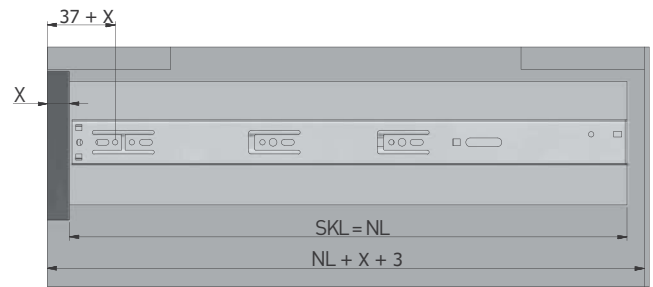 37 + X
X
SKL = NL
NL + X + 3